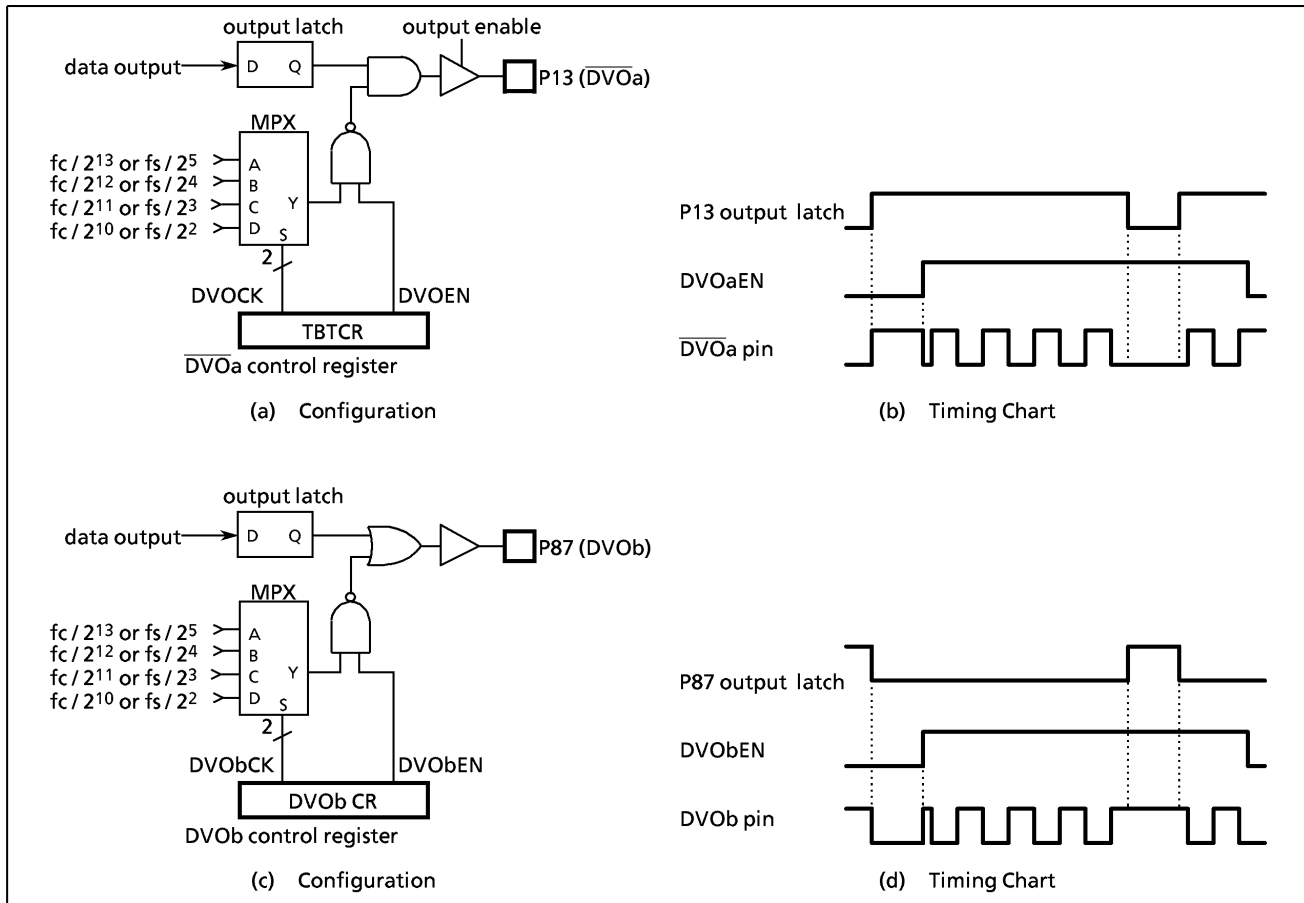 output latch
output enable
data output
D Q
P13 (D̅V̅O̅a)
MPX
fc / 2¹³ or fs / 2⁵
A
fc / 2¹² or fs / 2⁴
B
fc / 2¹¹ or fs / 2³
C
Y
fc / 2¹⁰ or fs / 2²
D
S
2
DVOCK
DVOEN
TBTCR
D̅V̅O̅a control register
(a) Configuration
P13 output latch
DVOaEN
D̅V̅O̅a pin
(b) Timing Chart
output latch
data output
D Q
P87 (DVOb)
MPX
fc / 2¹³ or fs / 2⁵
A
fc / 2¹² or fs / 2⁴
B
fc / 2¹¹ or fs / 2³
C
Y
fc / 2¹⁰ or fs / 2²
D
S
2
DVObCK
DVObEN
DVOb CR
DVOb control register
(c) Configuration
P87 output latch
DVObEN
DVOb pin
(d) Timing Chart